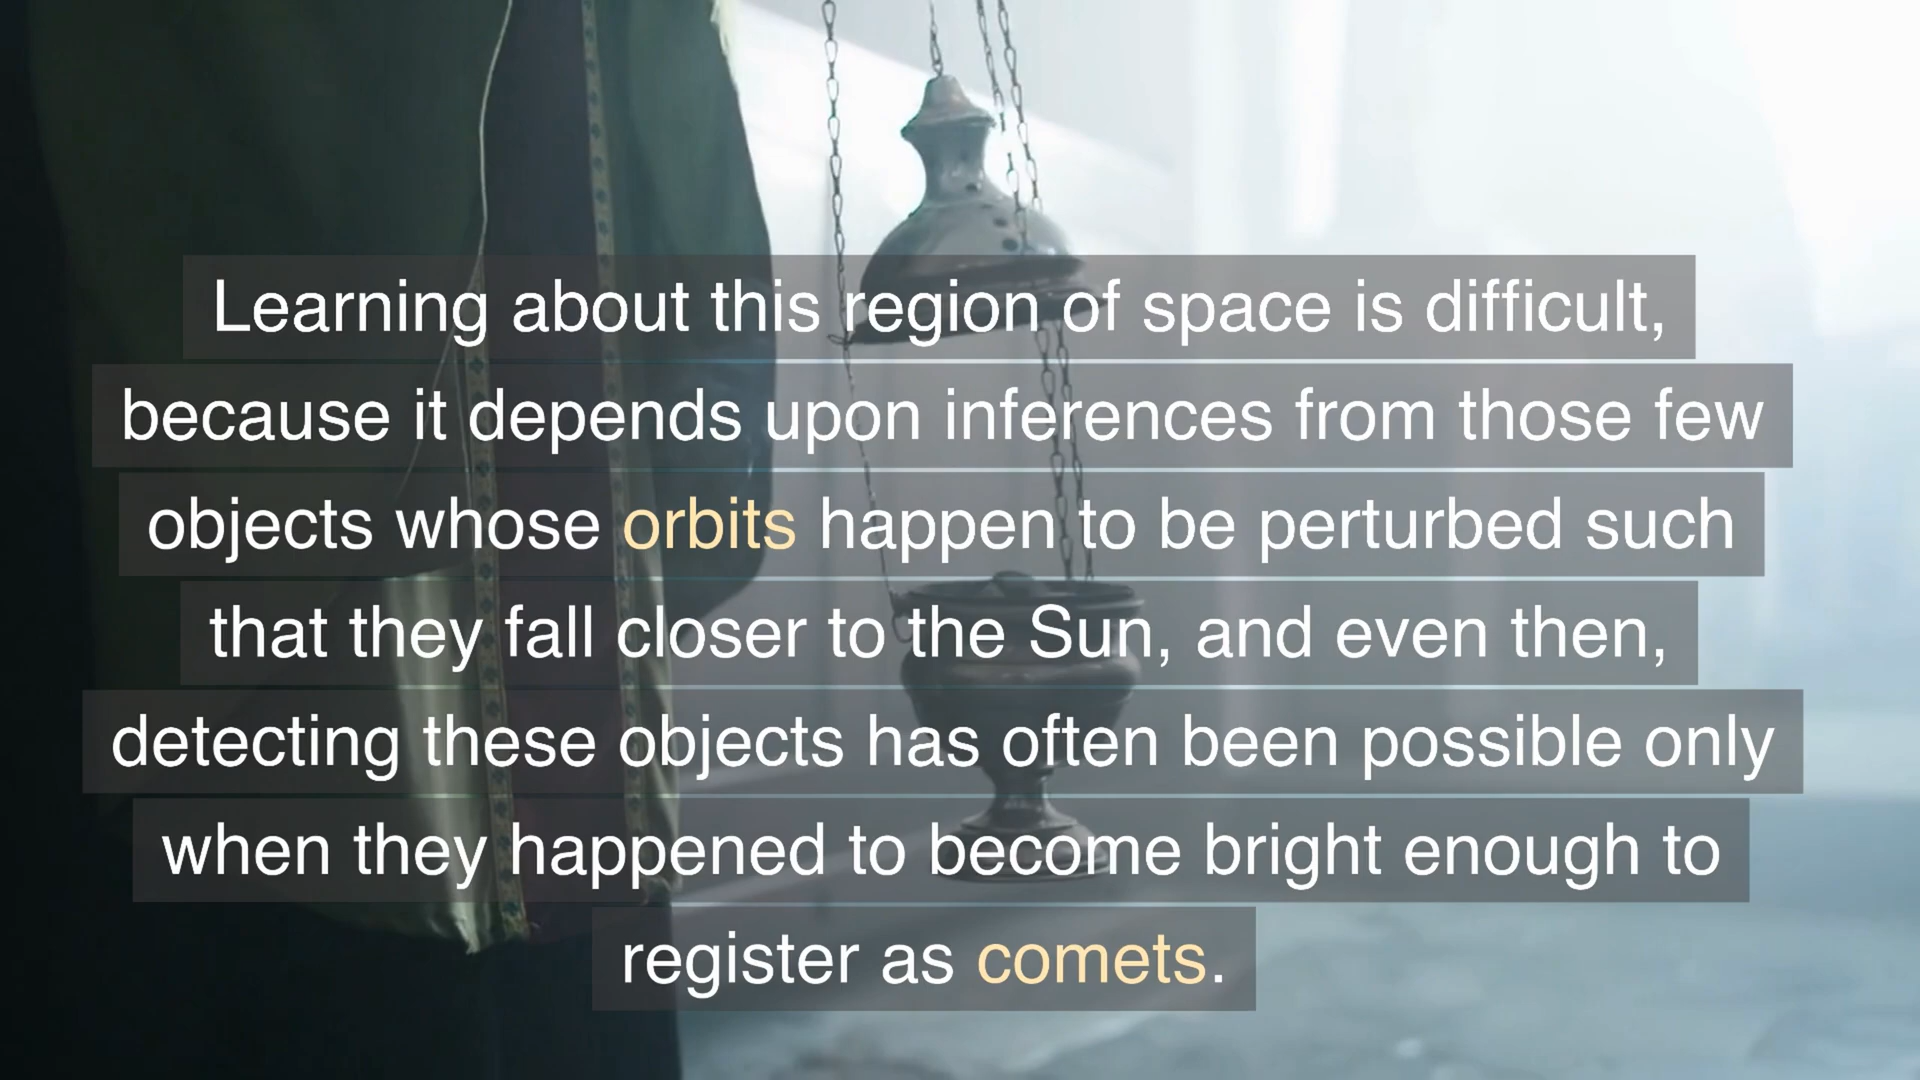 Learning about this region of space is difficult,
because it depends upon inferences from those few
objects whose orbits happen to be perturbed such
that they fall closer to the Sun, and even then,
detecting these objects has often been possible only
when they happened to become bright enough to
register as comets.